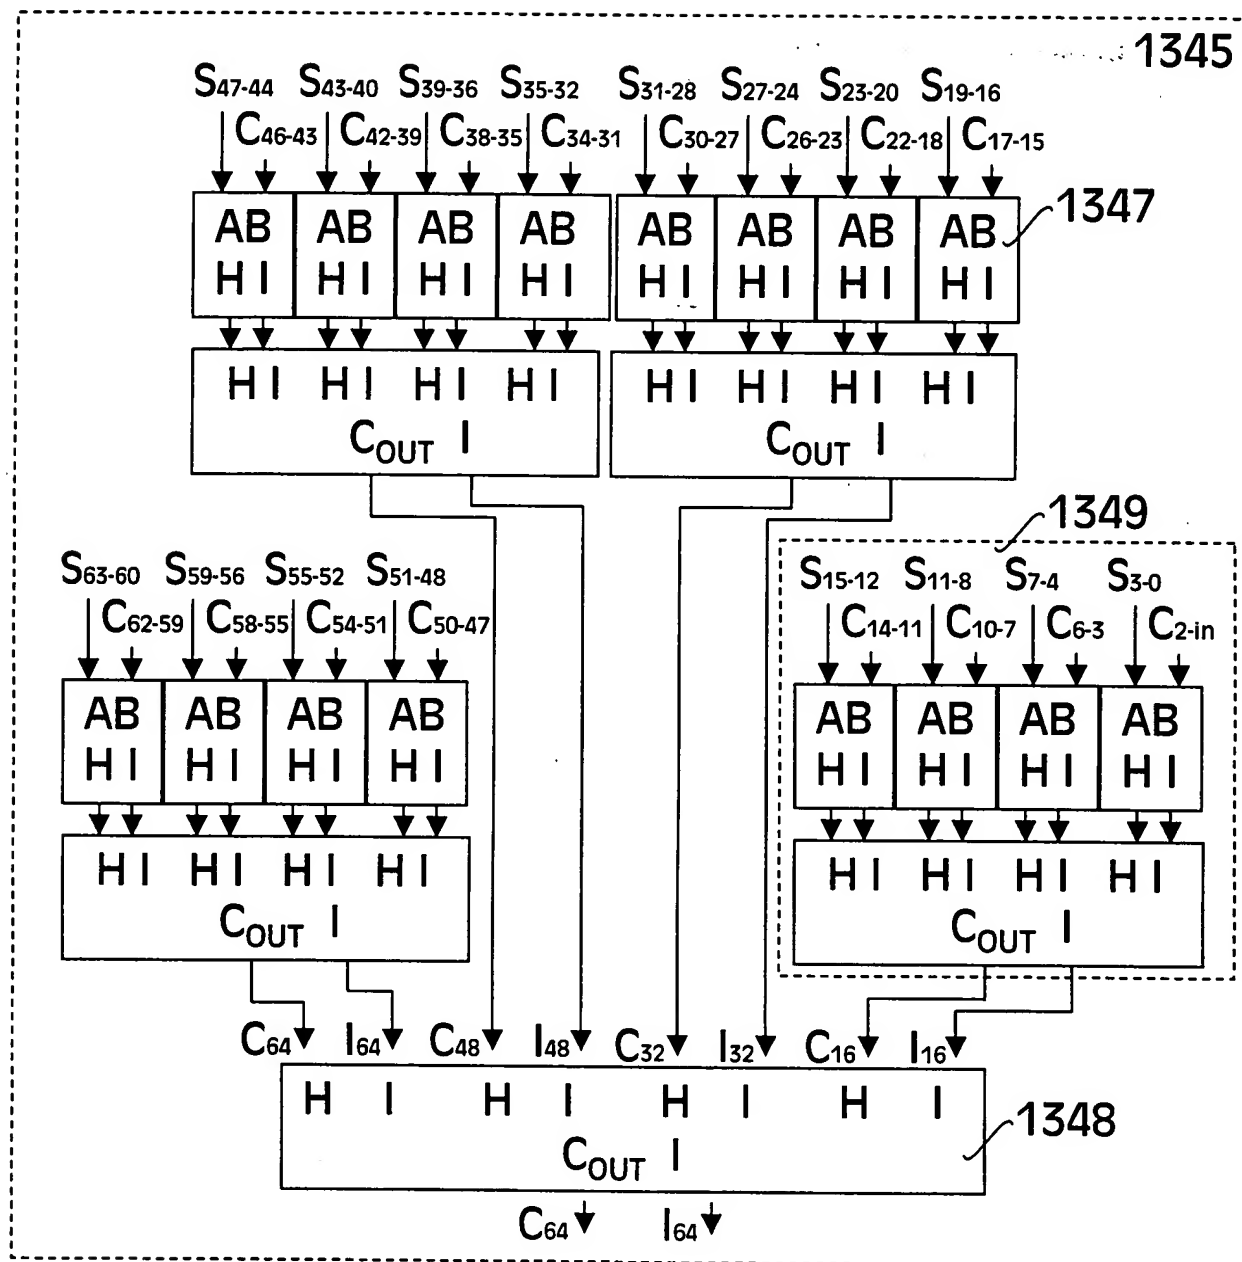 1345
S47-44 S43-40 S39-36 S35-32 S31-28 S27-24 S23-20 S19-16
C46-43 C42-39 C38-35 C34-31 C30-27 C26-23 C22-18 C17-15
1347
AB AB AB AB AB AB AB AB
H I H I H I H I H I H I H I H I
H I H I H I H I H I H I H I H I
COUT I COUT I
1349
S63-60 S59-56 S55-52 S51-48 S15-12 S11-8 S7-4 S3-0
C62-59 C58-55 C54-51 C50-47 C14-11 C10-7 C6-3 C2-in
AB AB AB AB AB AB AB AB
H I H I H I H I H I H I H I H I
H I H I H I H I H I H I H I H I
COUT I COUT I
C64 I64 C48 I48 C32 I32 C16 I16
H I H I H I H I
1348
COUT I
C64 I64